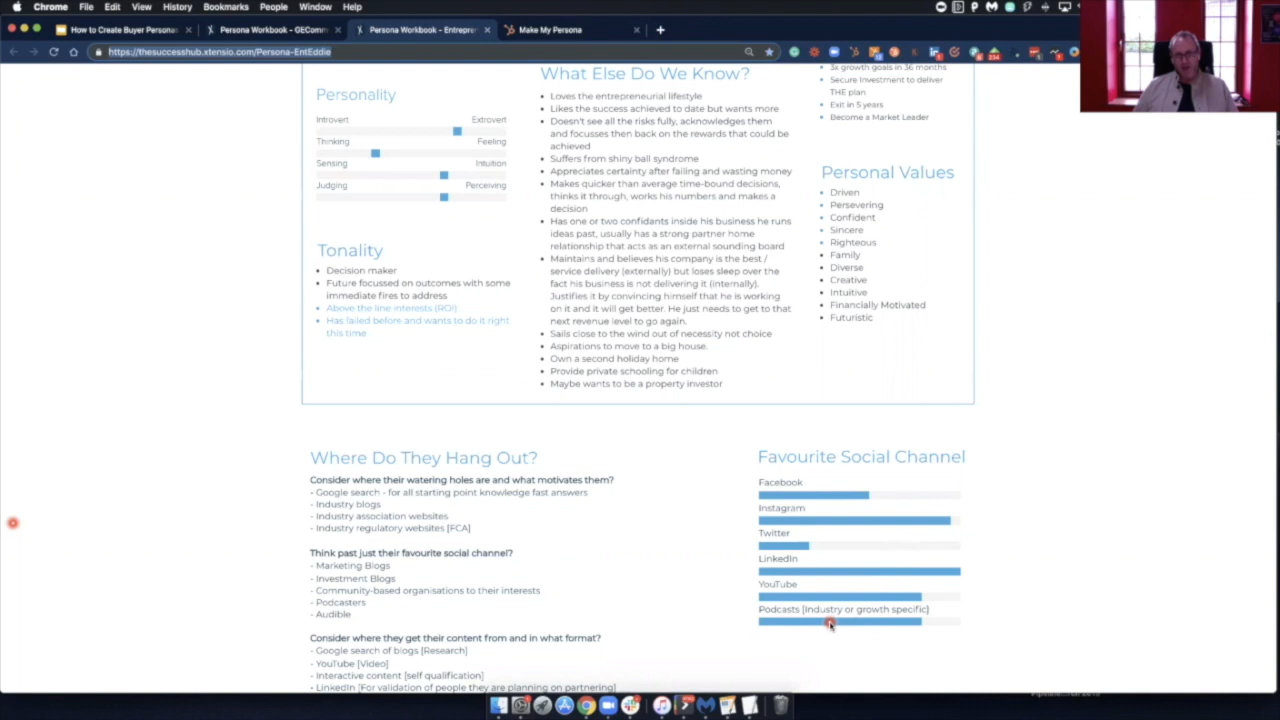 Chrome File Edit View History Bookmarks People Window Help
How to Create Buyer Persona
Persona Workbook - GEComm
Persona Workbook - Entrepre
Make My Persona
https://thesuccesshub.xtensio.com/Persona-EntEddie
Personality
Introvert Extrovert
Thinking Feeling
Sensing Intuition
Judging Perceiving
Tonality
• Decision maker
• Future focussed on outcomes with some
immediate fires to address
• Above the line interests (ROI)
• Has failed before and wants to do it right
this time
What Else Do We Know?
• Loves the entrepreneurial lifestyle
• Likes the success achieved to date but wants more
• Doesn't see all the risks fully, acknowledges them
and focusses then back on the rewards that could be
achieved
• Suffers from shiny ball syndrome
• Appreciates certainty after failing and wasting money
• Makes quicker than average time-bound decisions,
thinks it through, works his numbers and makes a
decision
• Has one or two confidants inside his business he runs
ideas past, usually has a strong partner home
relationship that acts as an external sounding board
• Maintains and believes his company is the best /
service delivery (externally) but loses sleep over the
fact his business is not delivering it (internally).
Justifies it by convincing himself that he is working
on it and it will get better. He just needs to get to that
next revenue level to go again.
• Sails close to the wind out of necessity not choice
• Aspirations to move to a big house.
• Own a second holiday home
• Provide private schooling for children
• Maybe wants to be a property investor
• 3x growth goals in 36 months
• Secure Investment to deliver
THE plan
• Exit in 5 years
• Become a Market Leader
Personal Values
• Driven
• Persevering
• Confident
• Sincere
• Righteous
• Family
• Diverse
• Creative
• Intuitive
• Financially Motivated
• Futuristic
Where Do They Hang Out?
Consider where their watering holes are and what motivates them?
- Google search - for all starting point knowledge fast answers
- Industry blogs
- Industry association websites
- Industry regulatory websites [FCA]
Think past just their favourite social channel?
- Marketing Blogs
- Investment Blogs
- Community-based organisations to their interests
- Podcasters
- Audible
Consider where they get their content from and in what format?
- Google search of blogs [Research]
- YouTube [Video]
- Interactive content [self qualification]
- LinkedIn [For validation of people they are planning on partnering]
Favourite Social Channel
Facebook
Instagram
Twitter
LinkedIn
YouTube
Podcasts [Industry or growth specific]